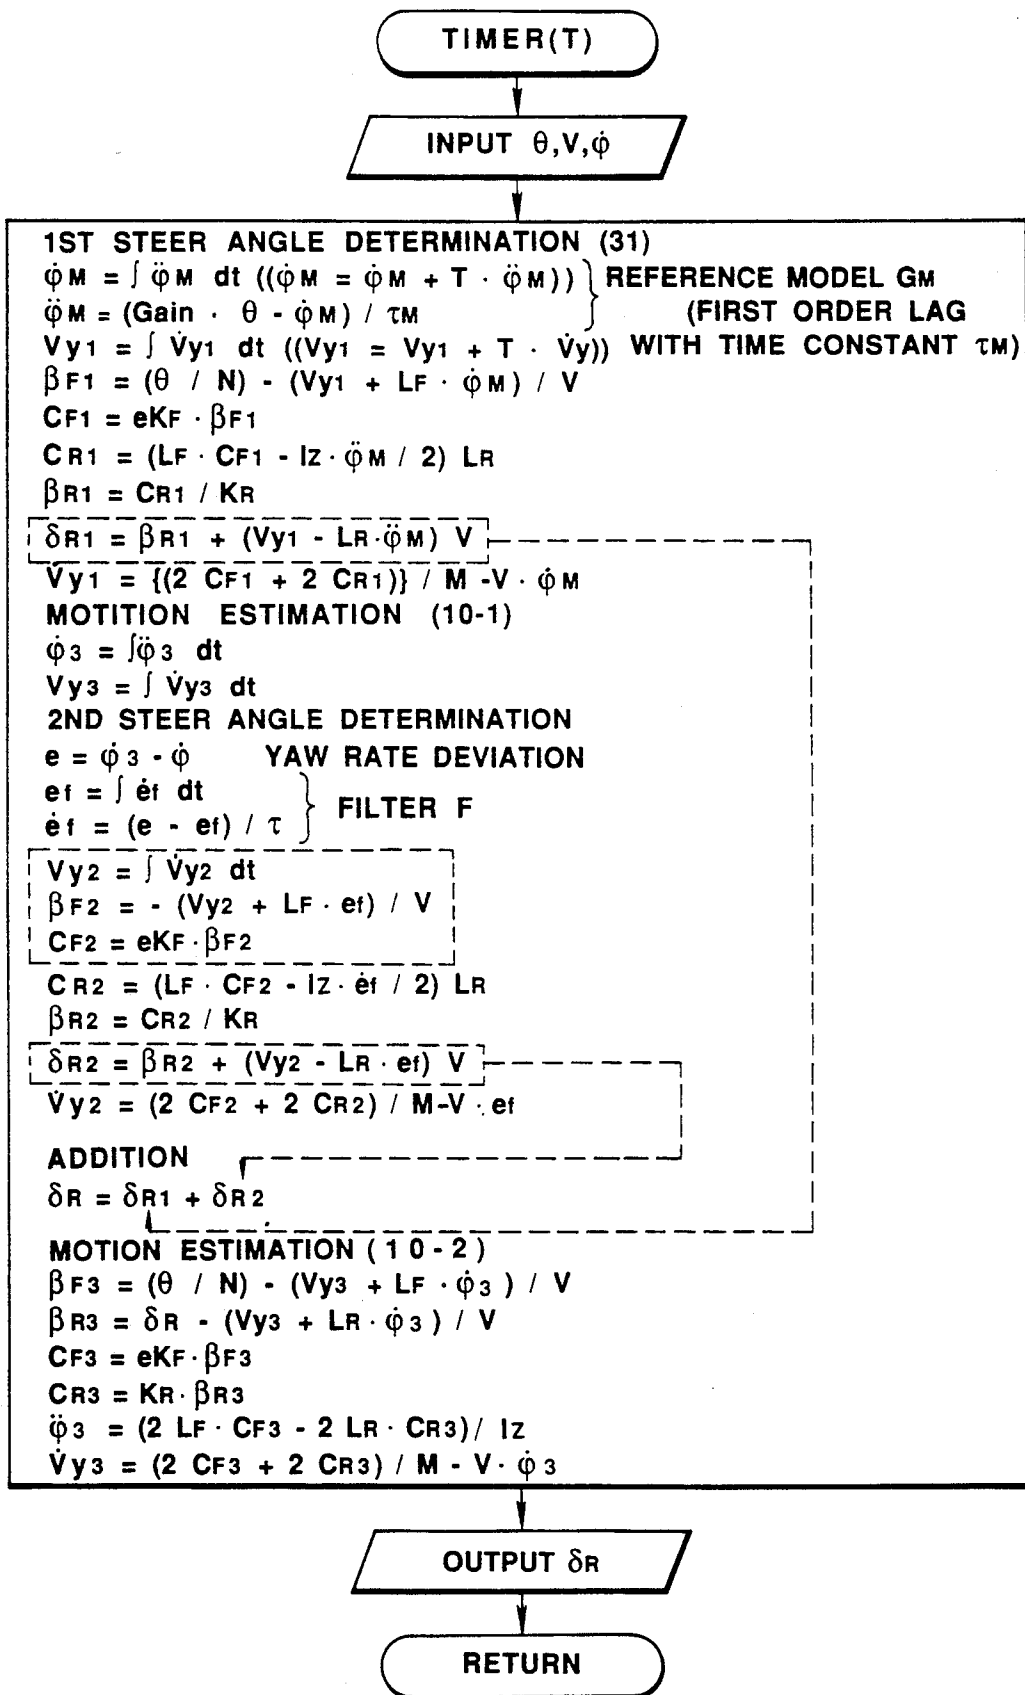 TIMER(T)
INPUT θ,V,φ̇
1ST STEER ANGLE DETERMINATION (31)
φ̇M = ∫ φ̈M dt ((φ̇M = φ̇M + T · φ̈M)) } REFERENCE MODEL GM
φ̈M = (Gain · θ - φ̇M) / τM (FIRST ORDER LAG
Vy1 = ∫ V̇y1 dt ((Vy1 = Vy1 + T · V̇y)) WITH TIME CONSTANT τM)
βF1 = (θ / N) - (Vy1 + LF · φ̇M) / V
CF1 = eKF · βF1
CR1 = (LF · CF1 - Iz · φ̈M / 2) LR
βR1 = CR1 / KR
δR1 = βR1 + (Vy1 - LR · φ̈M) V
V̇y1 = {(2 CF1 + 2 CR1)} / M -V · φ̇M
MOTITION ESTIMATION (10-1)
φ̇3 = ∫φ̈3 dt
Vy3 = ∫ V̇y3 dt
2ND STEER ANGLE DETERMINATION
e = φ̇3 - φ̇ YAW RATE DEVIATION
ef = ∫ ėf dt } FILTER F
ėf = (e - ef) / τ
Vy2 = ∫ V̇y2 dt
βF2 = - (Vy2 + LF · ef) / V
CF2 = eKF · βF2
CR2 = (LF · CF2 - Iz · ėf / 2) LR
βR2 = CR2 / KR
δR2 = βR2 + (Vy2 - LR · ef) V
V̇y2 = (2 CF2 + 2 CR2) / M-V · ef
ADDITION
δR = δR1 + δR2
MOTION ESTIMATION (10-2)
βF3 = (θ / N) - (Vy3 + LF · φ̇3 ) / V
βR3 = δR - (Vy3 + LR · φ̇3 ) / V
CF3 = eKF · βF3
CR3 = KR · βR3
φ̈3 = (2 LF · CF3 - 2 LR · CR3) / Iz
V̇y3 = (2 CF3 + 2 CR3) / M - V · φ̇3
OUTPUT δR
RETURN